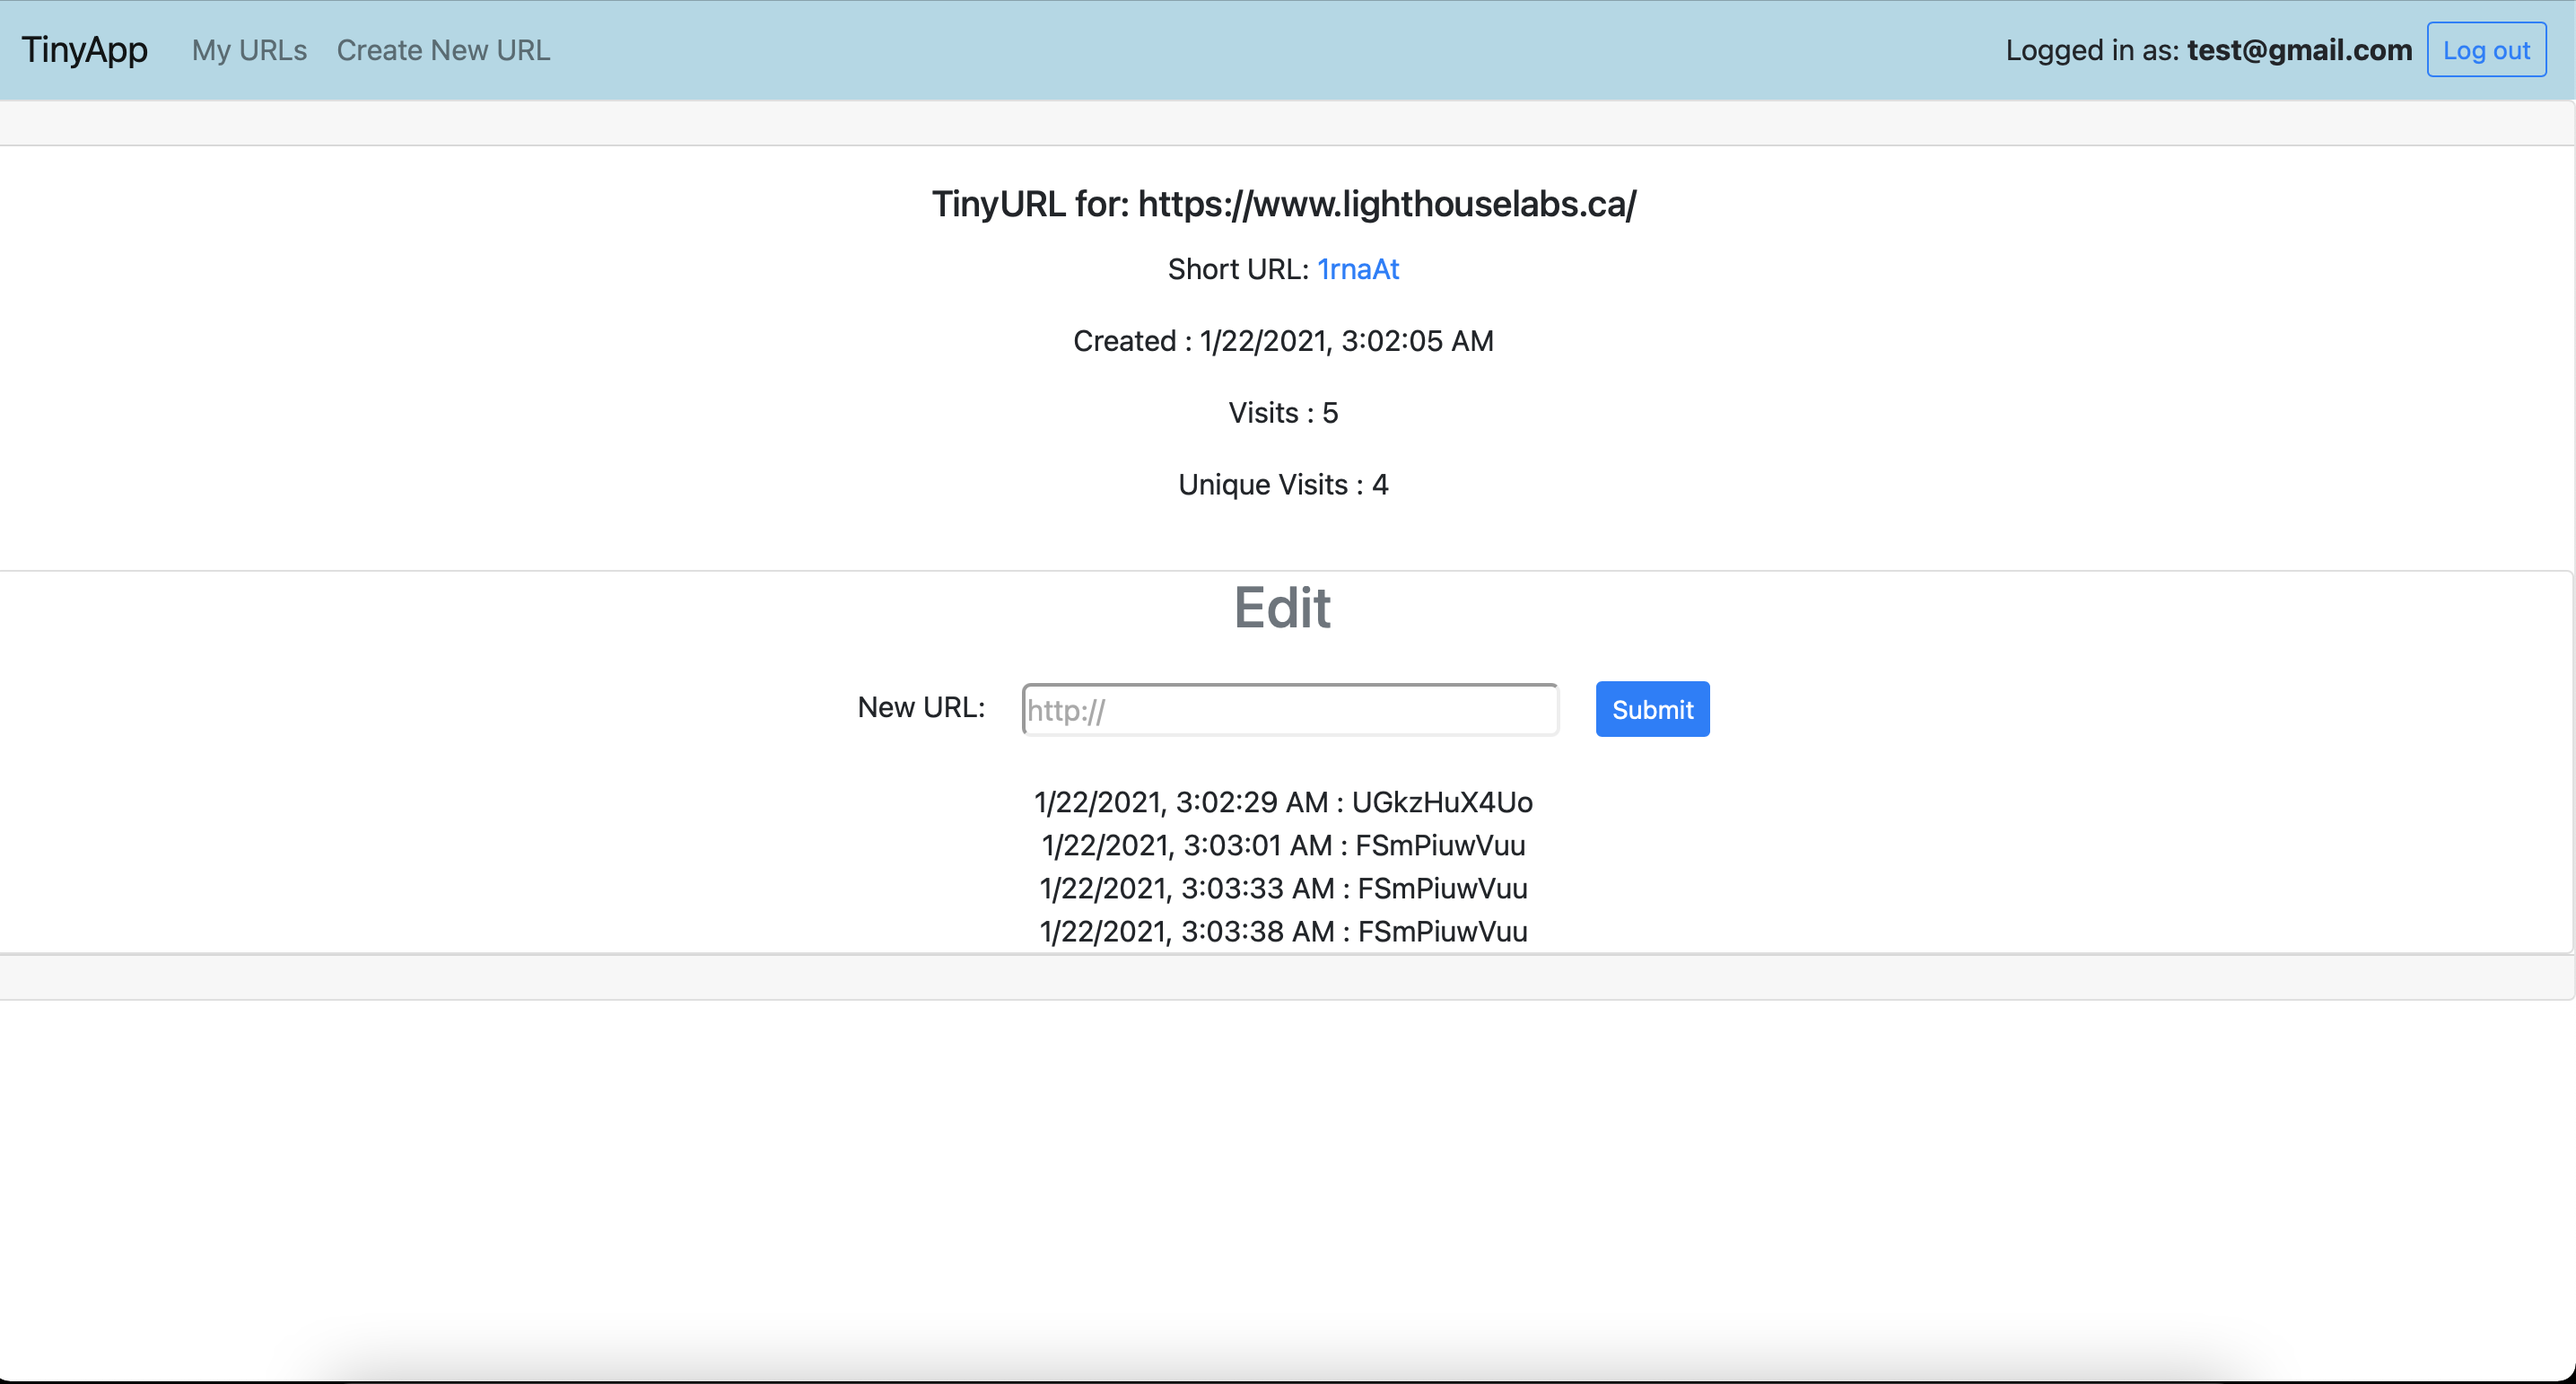 TinyApp My URLs Create New URL Logged in as: test@gmail.com Log out
TinyURL for: https://www.lighthouselabs.ca/
Short URL: 1rnaAt
Created : 1/22/2021, 3:02:05 AM
Visits : 5
Unique Visits : 4
Edit
New URL: http:// Submit
1/22/2021, 3:02:29 AM : UGkzHuX4Uo
1/22/2021, 3:03:01 AM : FSmPiuwVuu
1/22/2021, 3:03:33 AM : FSmPiuwVuu
1/22/2021, 3:03:38 AM : FSmPiuwVuu